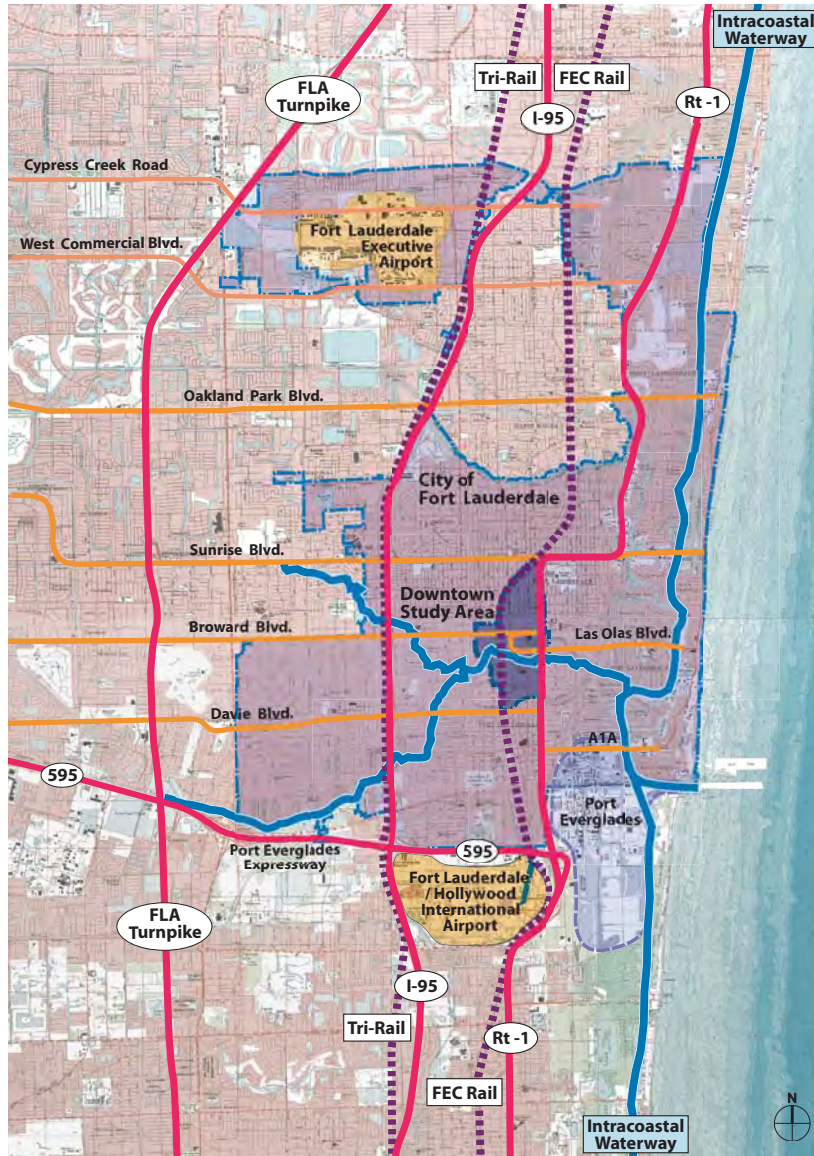 Intracoastal
Waterway
Tri-Rail
FEC Rail
FLA
Turnpike
Rt -1
I-95
Cypress Creek Road
West Commercial Blvd.
Fort Lauderdale
Executive
Airport
Oakland Park Blvd.
City of
Fort Lauderdale
Sunrise Blvd.
Downtown
Study Area
Broward Blvd.
Las Olas Blvd.
Davie Blvd.
A1A
595
Port
Everglades
Port Everglades
Expressway
595
Fort Lauderdale
/ Hollywood
International
Airport
FLA
Turnpike
I-95
Tri-Rail
Rt -1
FEC Rail
N
Intracoastal
Waterway